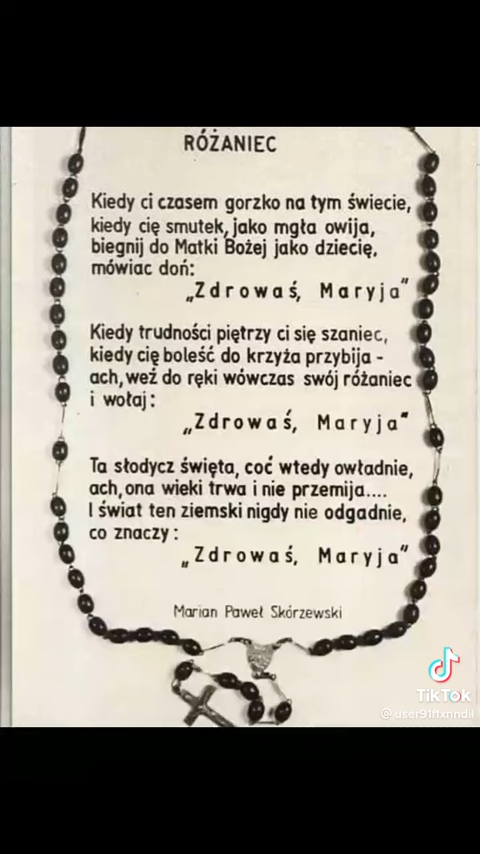 RÓŻANIEC
Kiedy ci czasem gorzko na tym świecie,
kiedy cię smutek, jako mgła owija,
biegnij do Matki Bożej jako dziecię,
mówiac doń:
„Zdrowaś, Maryja"
Kiedy trudności piętrzy ci się szaniec,
kiedy cię boleść do krzyża przybija -
ach, weź do ręki wówczas swój różaniec
i wołaj:
„Zdrowaś, Maryja"
Ta słodycz święta, coć wtedy owładnie,
ach, ona wieki trwa i nie przemija....
I świat ten ziemski nigdy nie odgadnie,
co znaczy:
„Zdrowaś, Maryja"
Marian Paweł Skórzewski
TikTok